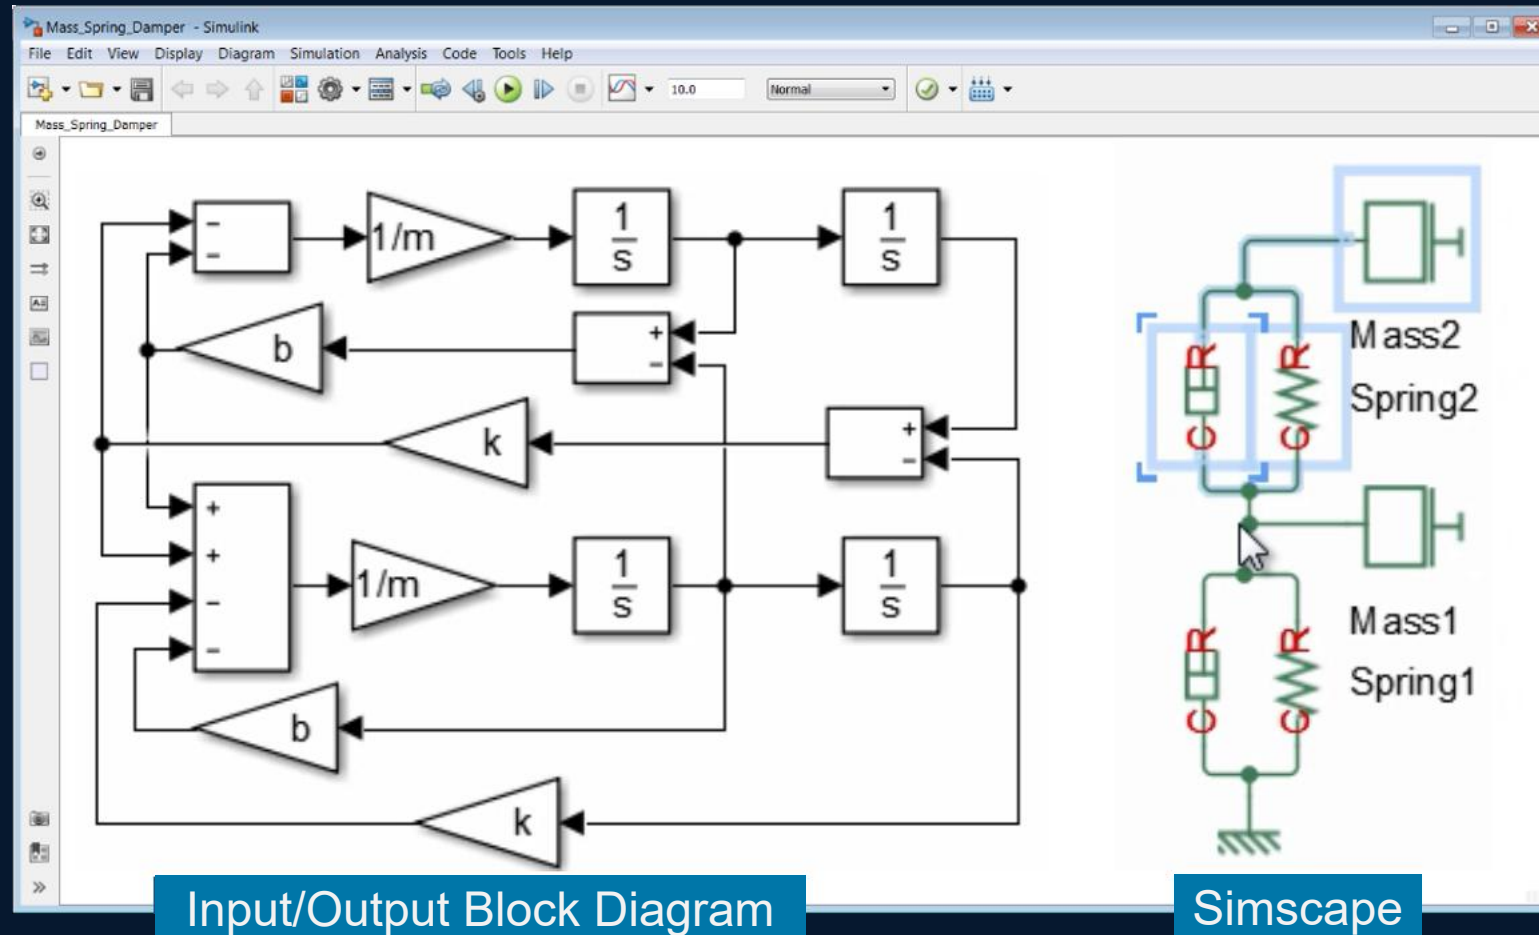 Mass_Spring_Damper - Simulink
File Edit View Display Diagram Simulation Analysis Code Tools Help
10.0 Normal
Mass_Spring_Damper
− −
1/m
1
s
1
s
b
+ −
k
+ −
+ + − −
1/m
1
s
1
s
b
k
R R
C C
Mass2
Spring2
R R
C C
Mass1
Spring1
Input/Output Block Diagram
Simscape